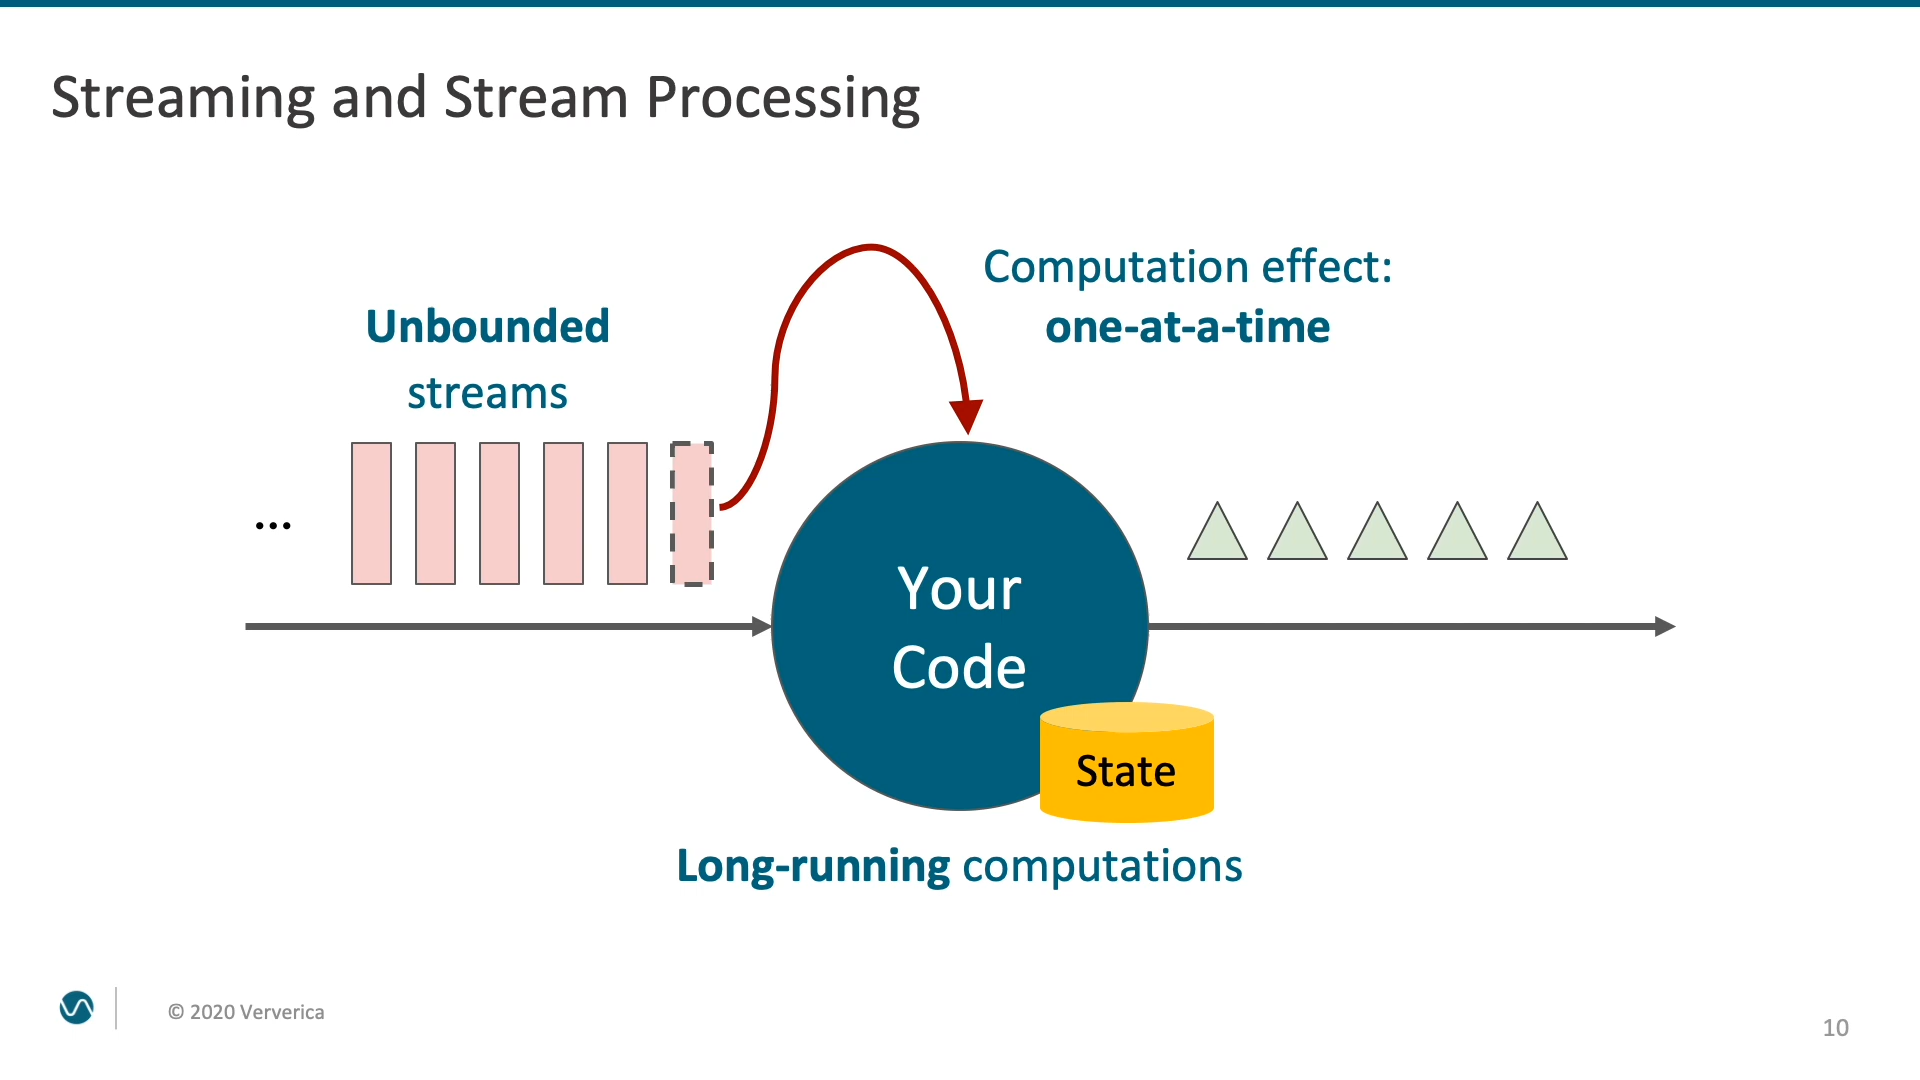 Streaming and Stream Processing
Unbounded
streams
Computation effect:
one-at-a-time
...
Your
Code
State
Long-running computations
© 2020 Ververica
10